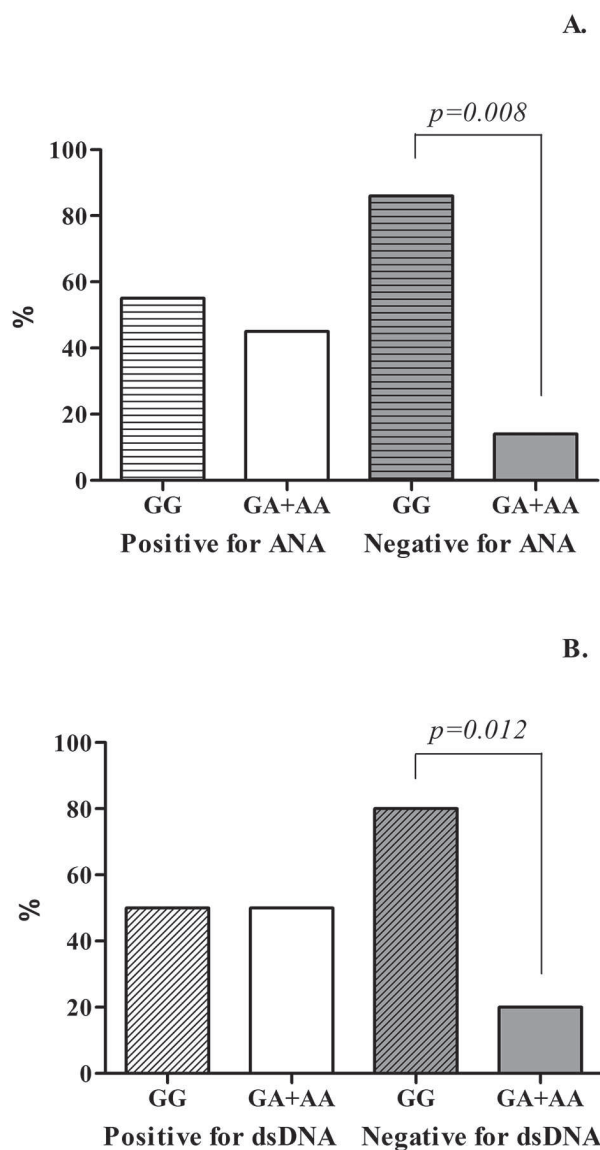 A.
p=0.008
100
80
60
40
20
0
%
GG GA+AA GG GA+AA
Positive for ANA Negative for ANA
B.
p=0.012
100
80
60
40
20
0
%
GG GA+AA GG GA+AA
Positive for dsDNA Negative for dsDNA